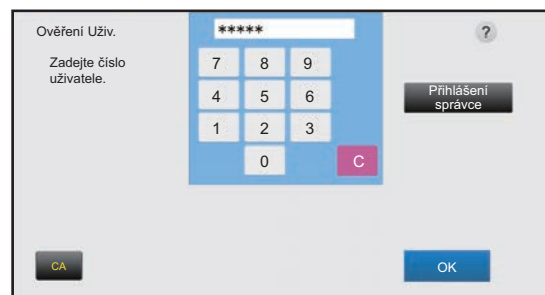 Ověření Uživ.
*****
?
Zadejte číslo
uživatele.
7 8 9
Přihlášení
správce
4 5 6
1 2 3
0 C
CA
OK